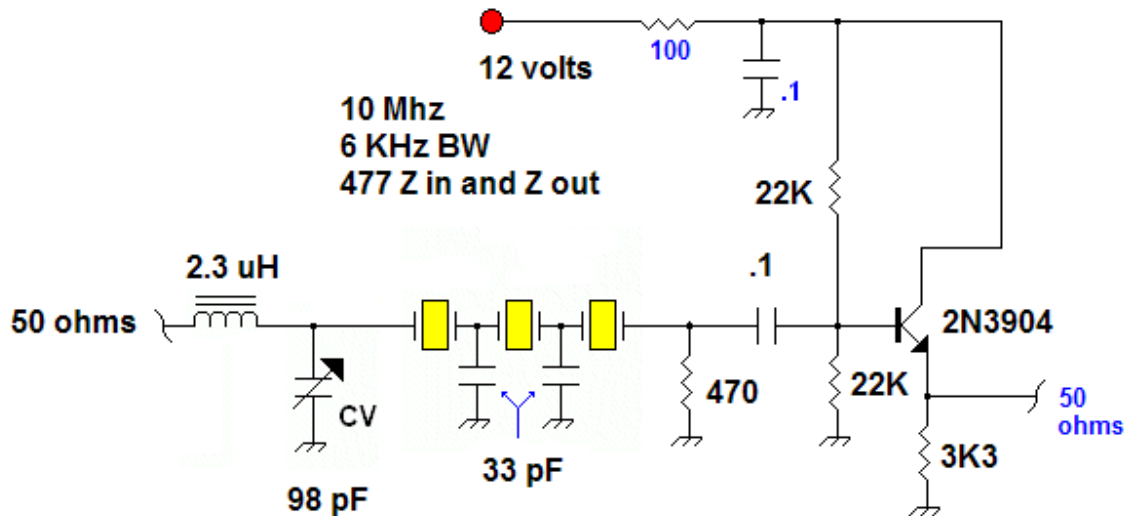 100
12 volts
.1
10 Mhz
6 KHz BW
477 Z in and Z out
22K
2.3 uH
.1
50 ohms
2N3904
470
22K
50
ohms
CV
33 pF
3K3
98 pF